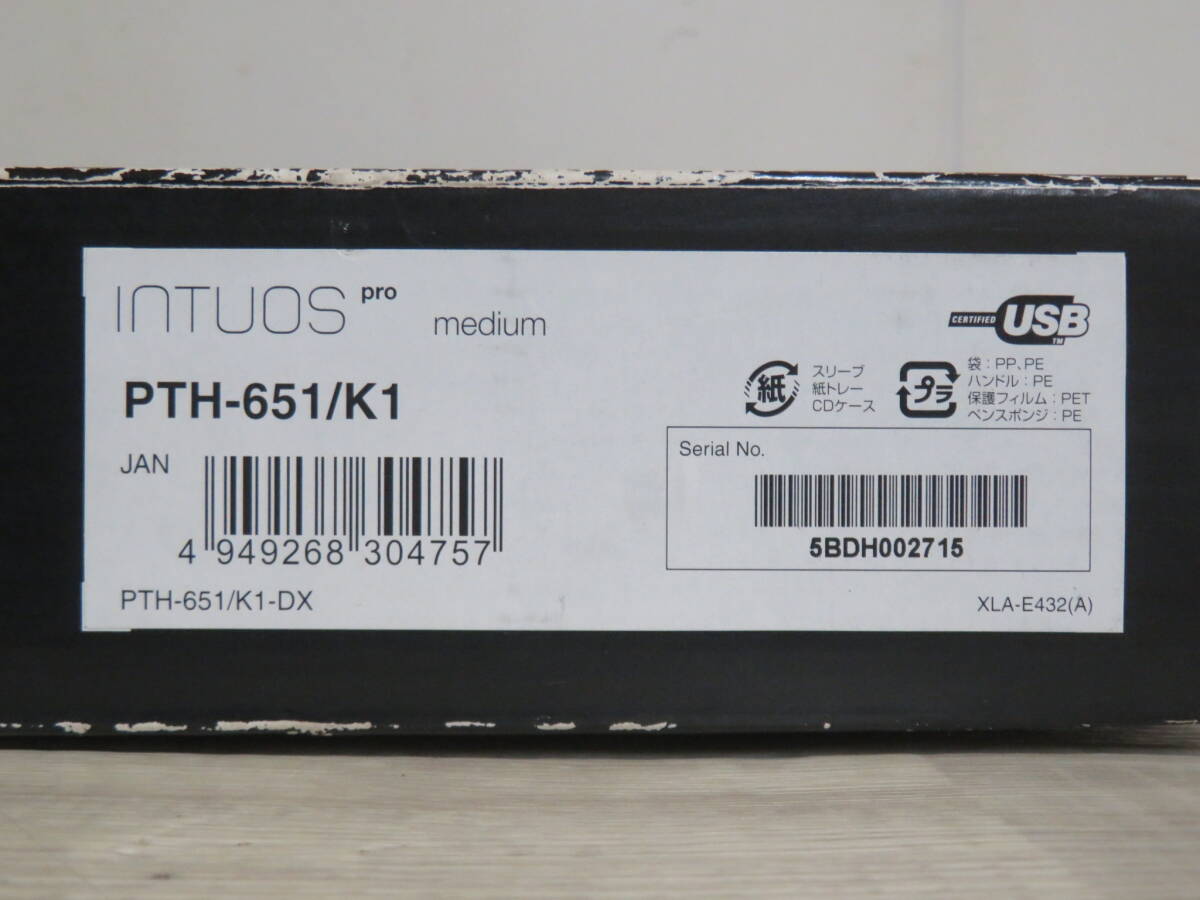 INTUOS pro
medium
CERTIFIED USB TM
PTH-651/K1
紙
スリーブ
紙トレー
CDケース
プラ
袋：PP、PE
ハンドル：PE
保護フィルム：PET
ペンスポンジ：PE
JAN
4 949268 304757
Serial No.
5BDH002715
PTH-651/K1-DX
XLA-E432(A)